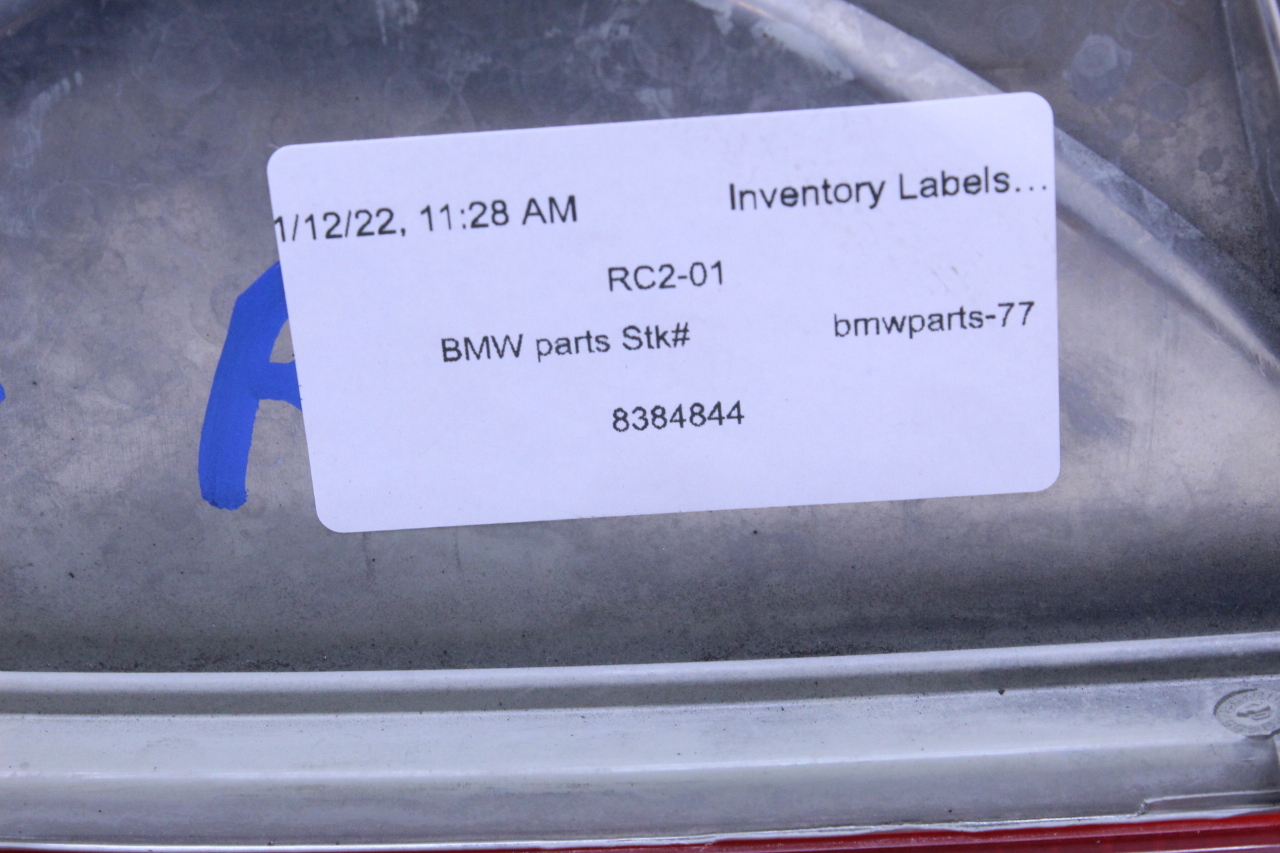 1/12/22, 11:28 AM Inventory Labels...
RC2-01
BMW parts Stk# bmwparts-77
8384844